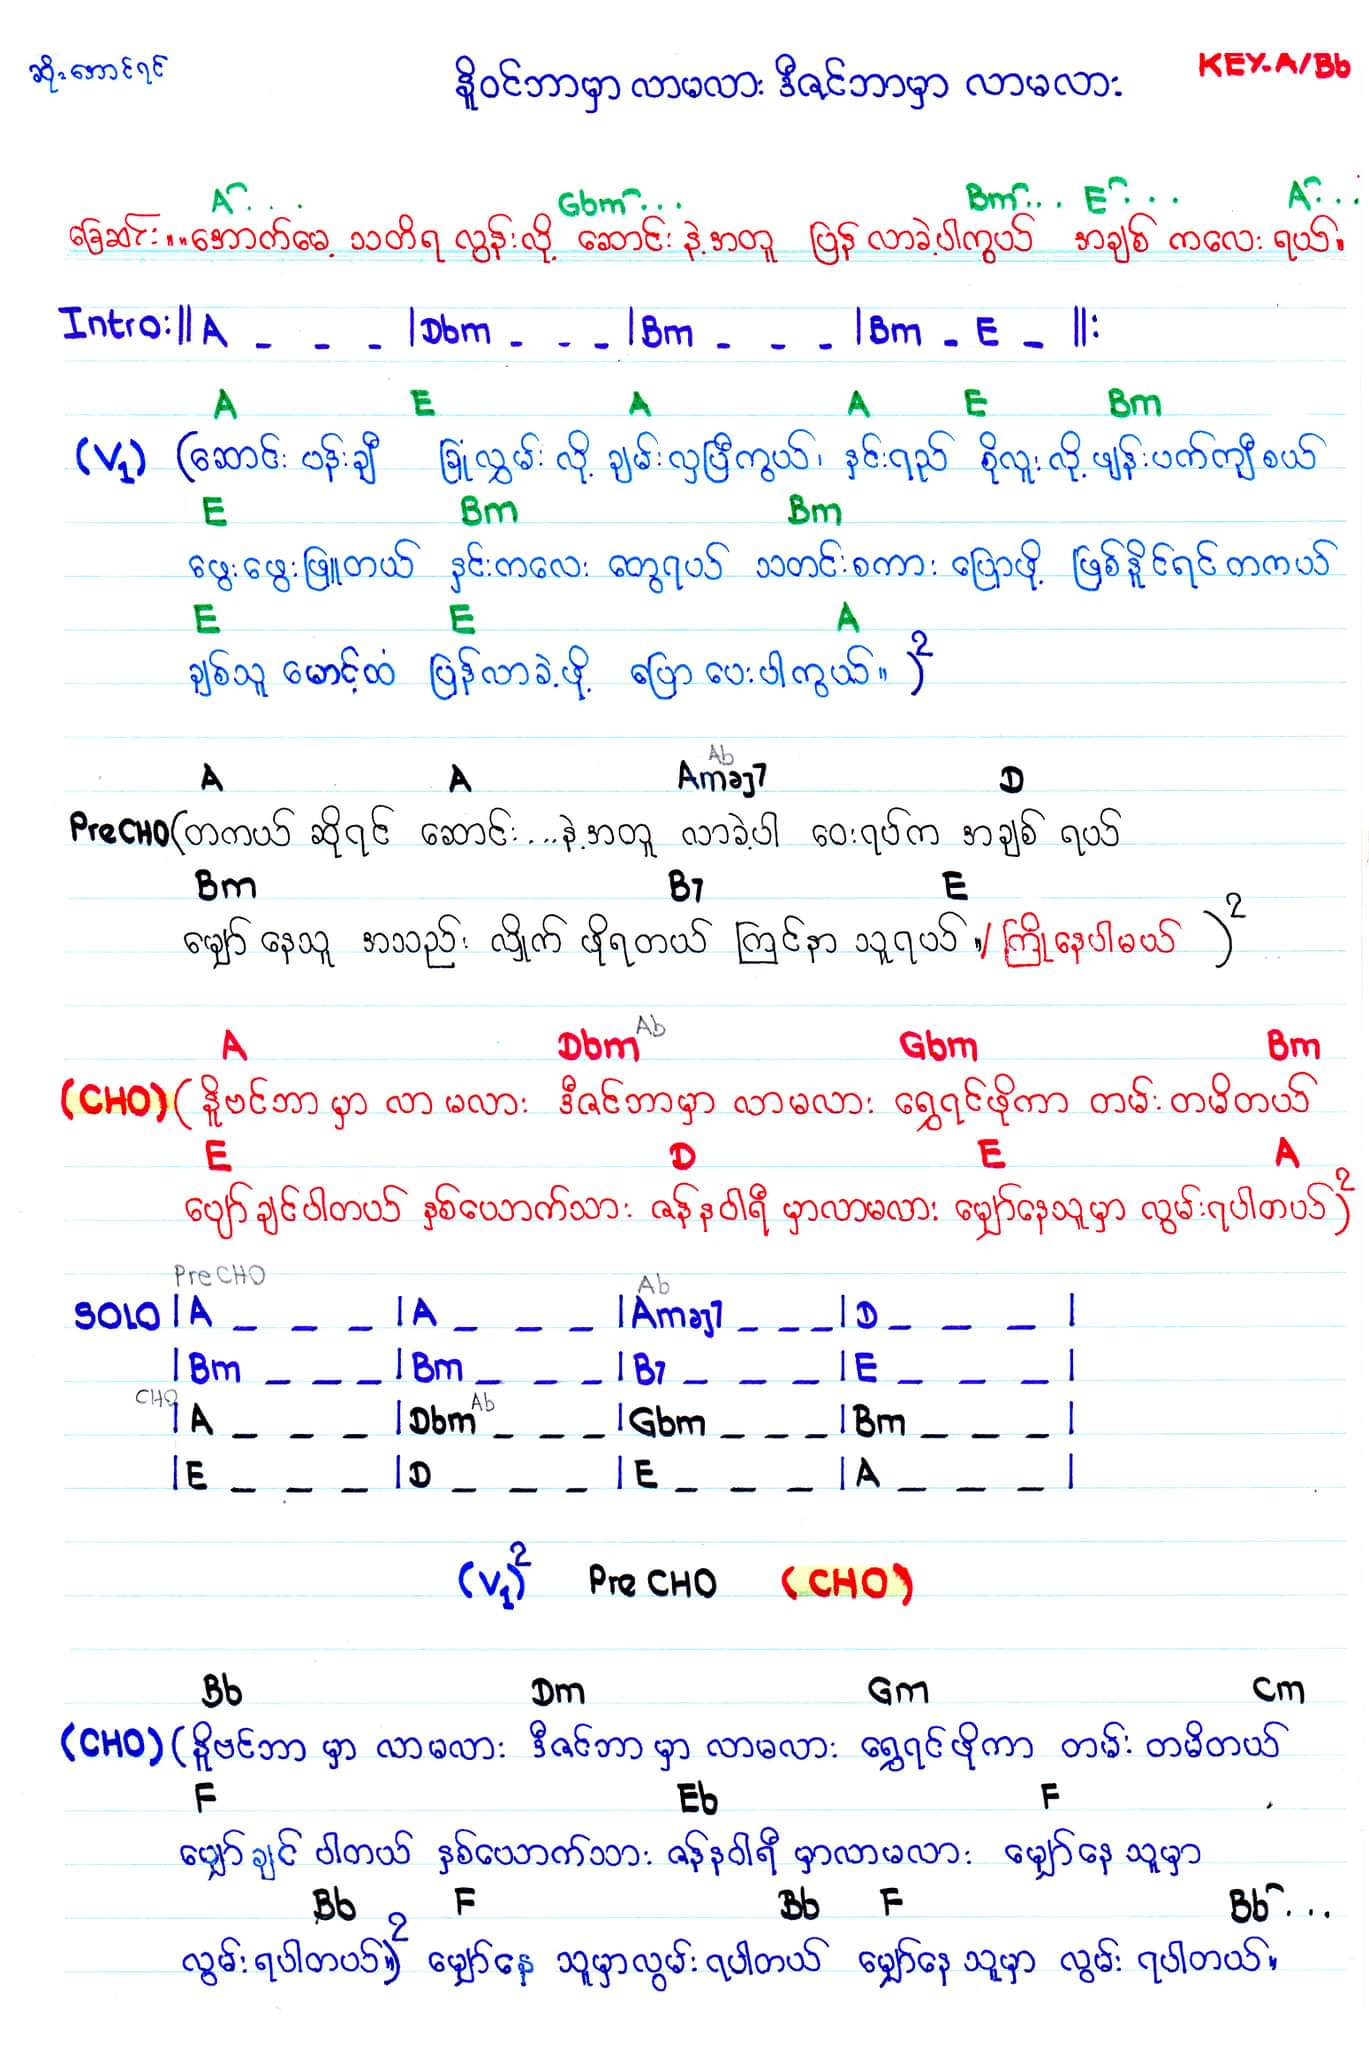 ဆို-အောင်ရင်
နိုဝင်ဘာမှာ လာမလား ဒီဇင်ဘာမှာ လာမလား
KEY-A/Bb
A... Gbm... Bm... E... A...
ခြေဆင်း။။အောက်မေ့ သတိရ လွန်းလို့ ဆောင်းနဲ့အတူ ပြန်လာခဲ့ပါကွယ် အချစ်ကလေးရယ်။
Intro:|| A _ _ _ |Dbm _ _ _ |Bm _ _ _ |Bm _ E _ ||:
A E A A E Bm
(V1) (ဆောင်းပန်းချီ ခြုံလွှမ်းလို့ ချမ်းလှပြီကွယ်၊ နှင်းရည် စိုလူးလို့ ဖျန်းပက်ကျီစယ်
E Bm Bm
ဖွေးဖွေးဖြူတယ် နှင်းကလေးတွေရယ် သတင်းစကား ပြောဖို့ ဖြစ်နိုင်ရင်တကယ်
E E A
ချစ်သူ မောင့်ထံ ပြန်လာခဲ့ဖို့ ပြောပေးပါကွယ်။ )2
A A Amaj7 Ab D
PreCHO(တကယ်ဆိုရင် ဆောင်း...နဲ့အတူ လာခဲ့ပါ ဝေးရပ်က အချစ်ရယ်
Bm B7 E
မျှော်နေသူ အသည်း လှိုက်ဖိုရတယ် ကြင်နာသူရယ်။/ ကြိုနေပါမယ် )2
A Dbm Ab Gbm Bm
(CHO) (နိုဗင်ဘာမှာ လာမလား ဒီဇင်ဘာမှာ လာမလား ရွှေရင်ဖိုကာ တမ်းတမိတယ်
E D E A
ပျော်ချင်ပါတယ် နှစ်ယောက်သား ဇန်နဝါရီမှာလာမလား မျှော်နေသူမှာ လွမ်းရပါတယ်)2
PreCHO Ab
SOLO |A _ _ _ |A _ _ _ |Amaj7 _ _ _ |D _ _ _ |
|Bm _ _ _ |Bm _ _ _ |B7 _ _ _ |E _ _ _ |
CHO |A _ _ _ |Dbm Ab _ _ _ |Gbm _ _ _ |Bm _ _ _ |
|E _ _ _ |D _ _ _ |E _ _ _ |A _ _ _ |
(V1)2 PreCHO (CHO)
Bb Dm Gm Cm
(CHO) (နိုဗင်ဘာမှာ လာမလား ဒီဇင်ဘာမှာ လာမလား ရွှေရင်ဖိုကာ တမ်းတမိတယ်
F Eb F
မျှော်ချင်ပါတယ် နှစ်ယောက်သား ဇန်နဝါရီမှာလာမလား မျှော်နေသူမှာ
Bb F Bb F Bb...
လွမ်းရပါတယ်။)2 မျှော်နေ သူမှာလွမ်းရပါတယ် မျှော်နေသူမှာ လွမ်းရပါတယ်။